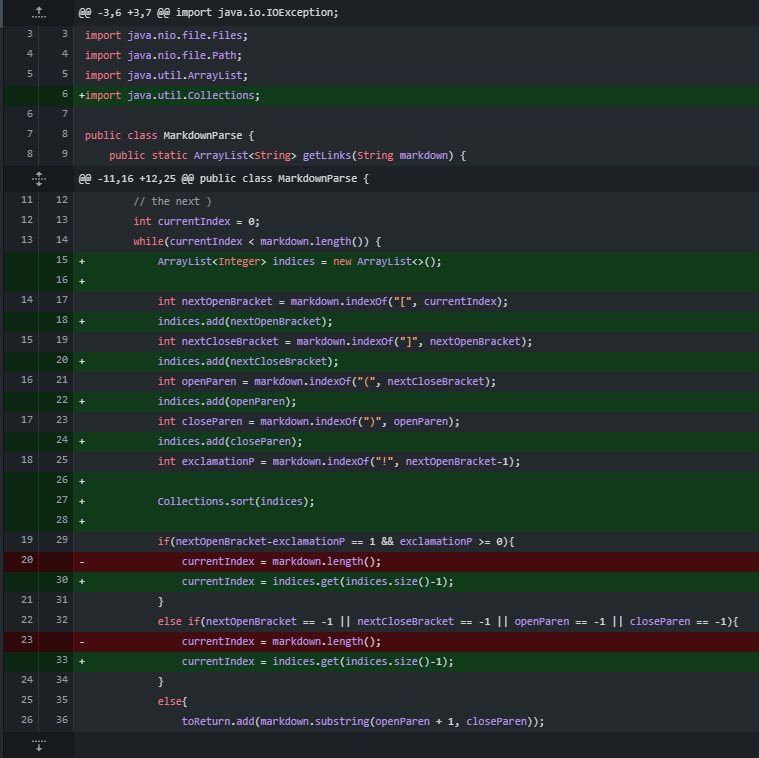 @@ -3,6 +3,7 @@ import java.io.IOException;
3 3 import java.nio.file.Files;
4 4 import java.nio.file.Path;
5 5 import java.util.ArrayList;
6 +import java.util.Collections;
6 7
7 8 public class MarkdownParse {
8 9 public static ArrayList<String> getLinks(String markdown) {
@@ -11,16 +12,25 @@ public class MarkdownParse {
11 12 // the next )
12 13 int currentIndex = 0;
13 14 while(currentIndex < markdown.length()) {
15 + ArrayList<Integer> indices = new ArrayList<>();
16 +
14 17 int nextOpenBracket = markdown.indexOf("[", currentIndex);
18 + indices.add(nextOpenBracket);
15 19 int nextCloseBracket = markdown.indexOf("]", nextOpenBracket);
20 + indices.add(nextCloseBracket);
16 21 int openParen = markdown.indexOf("(", nextCloseBracket);
22 + indices.add(openParen);
17 23 int closeParen = markdown.indexOf(")", openParen);
24 + indices.add(closeParen);
18 25 int exclamationP = markdown.indexOf("!", nextOpenBracket-1);
26 +
27 + Collections.sort(indices);
28 +
19 29 if(nextOpenBracket-exclamationP == 1 && exclamationP >= 0){
20 - currentIndex = markdown.length();
30 + currentIndex = indices.get(indices.size()-1);
21 31 }
22 32 else if(nextOpenBracket == -1 || nextCloseBracket == -1 || openParen == -1 || closeParen == -1){
23 - currentIndex = markdown.length();
33 + currentIndex = indices.get(indices.size()-1);
24 34 }
25 35 else{
26 36 toReturn.add(markdown.substring(openParen + 1, closeParen));